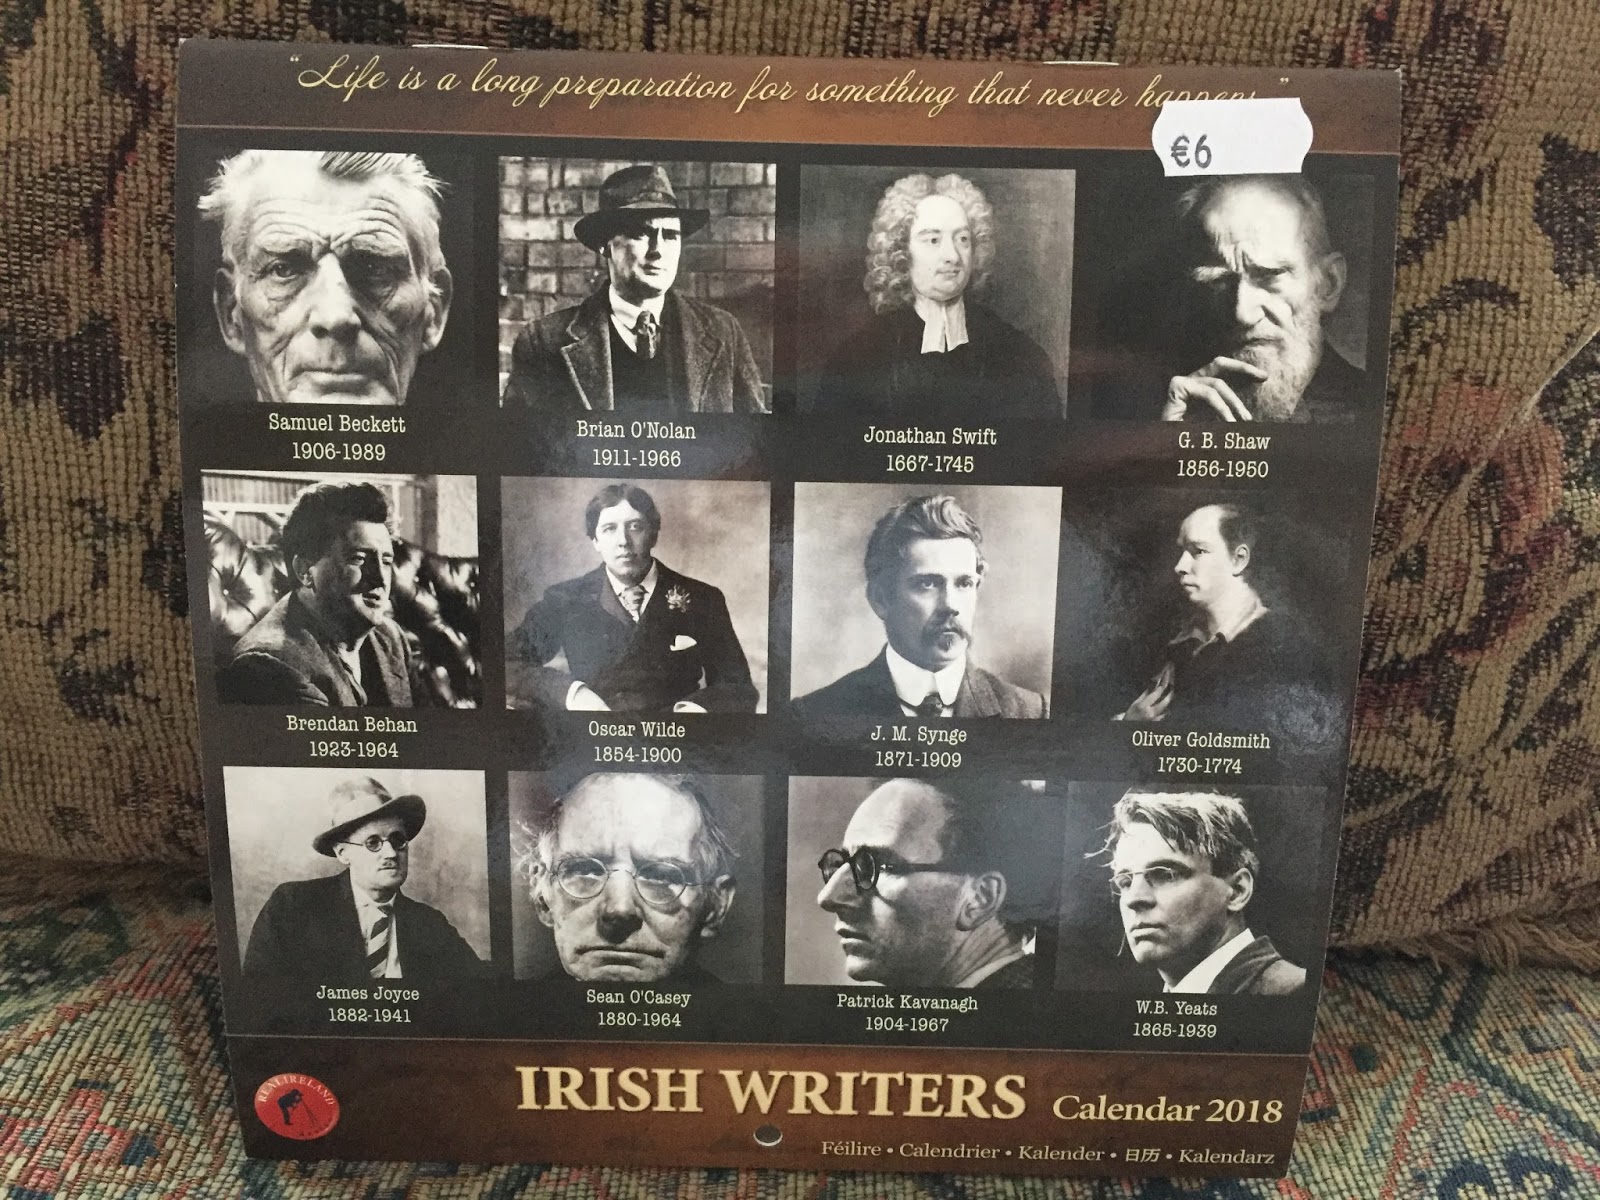 "Life is a long preparation for something that never happens."
€6
Samuel Beckett
1906-1989
Brian O'Nolan
1911-1966
Jonathan Swift
1667-1745
G. B. Shaw
1856-1950
Brendan Behan
1923-1964
Oscar Wilde
1854-1900
J. M. Synge
1871-1909
Oliver Goldsmith
1730-1774
James Joyce
1882-1941
Sean O'Casey
1880-1964
Patrick Kavanagh
1904-1967
W.B. Yeats
1865-1939
REAL IRELAND
IRISH WRITERS Calendar 2018
Féilire • Calendrier • Kalender • 日历 • Kalendarz